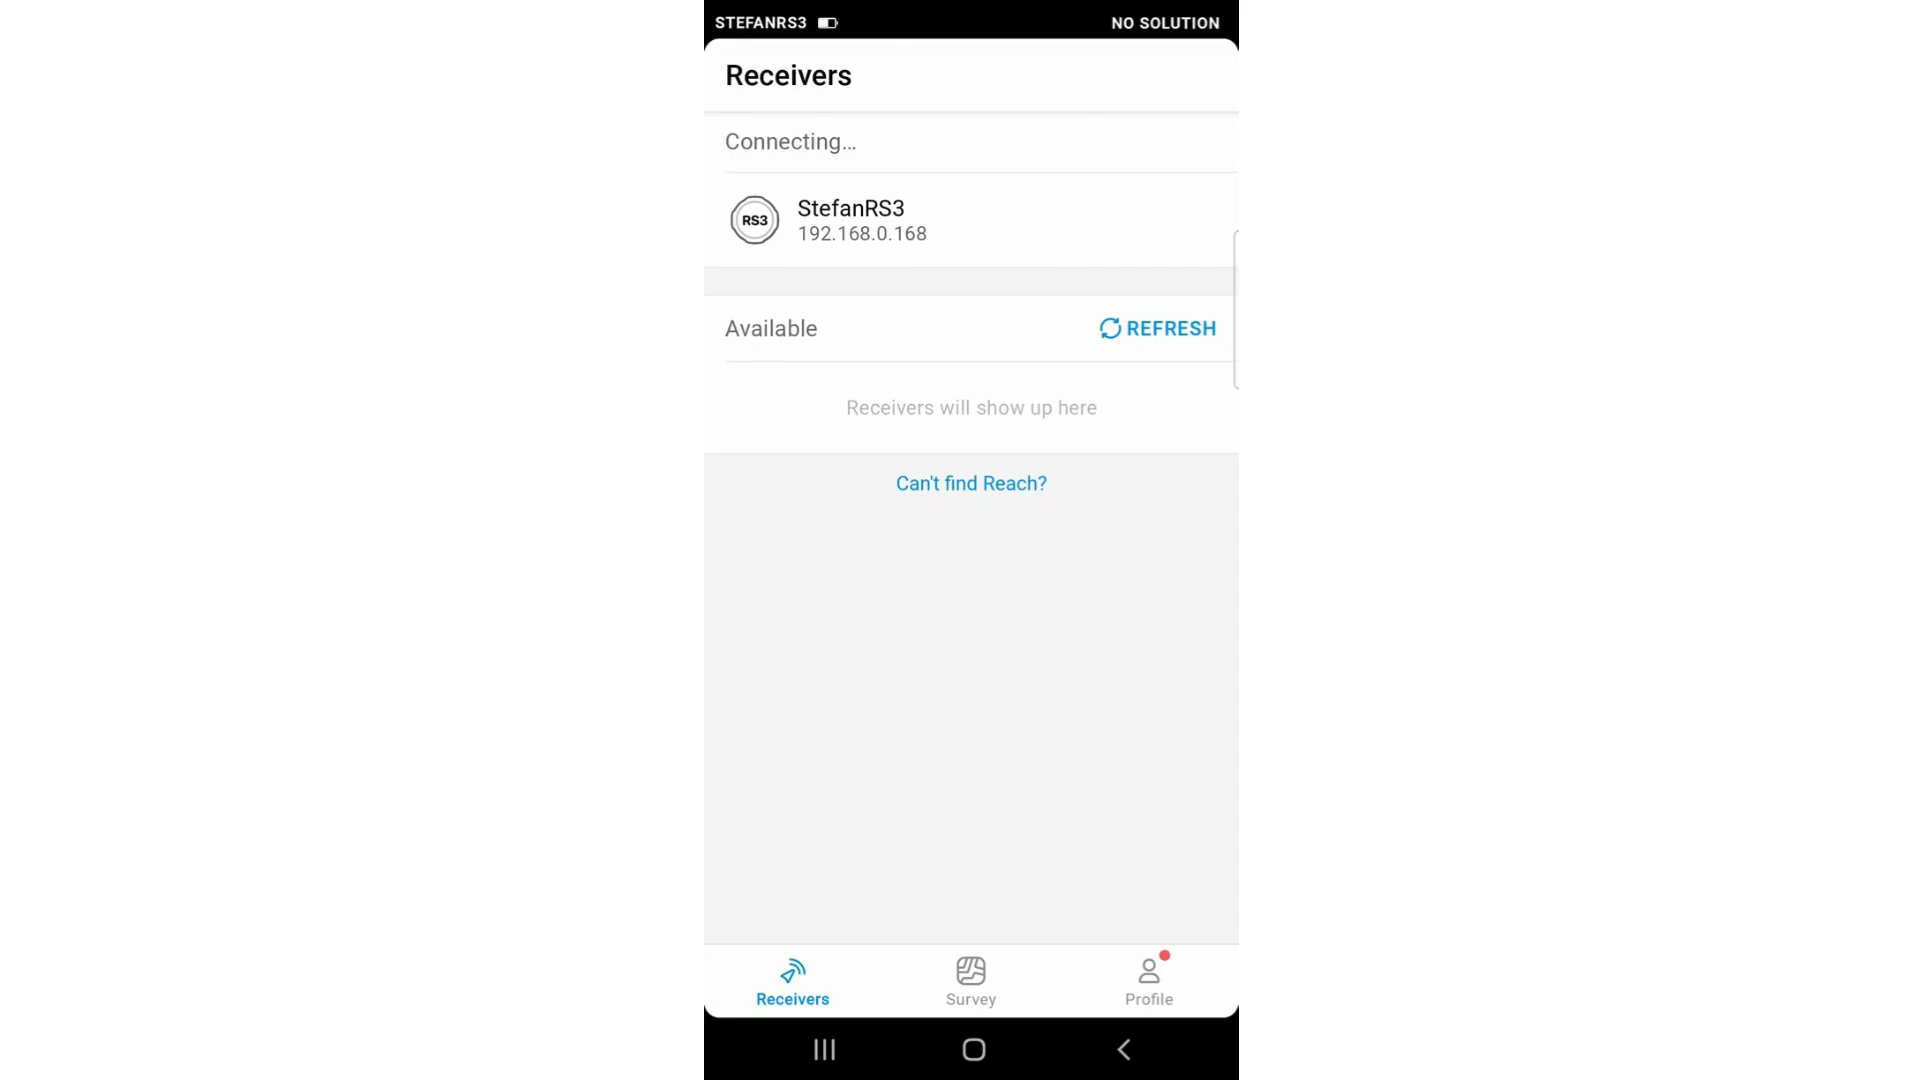 STEFANRS3 NO SOLUTION
Receivers
Connecting...
RS3
StefanRS3
192.168.0.168
Available REFRESH
Receivers will show up here
Can't find Reach?
Receivers Survey Profile